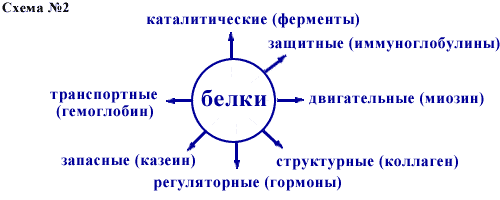 Схема №2
каталитические (ферменты)
защитные (иммуноглобулины)
транспортные
(гемоглобин)
белки
двигательные (миозин)
запасные (казеин)
структурные (коллаген)
регуляторные (гормоны)